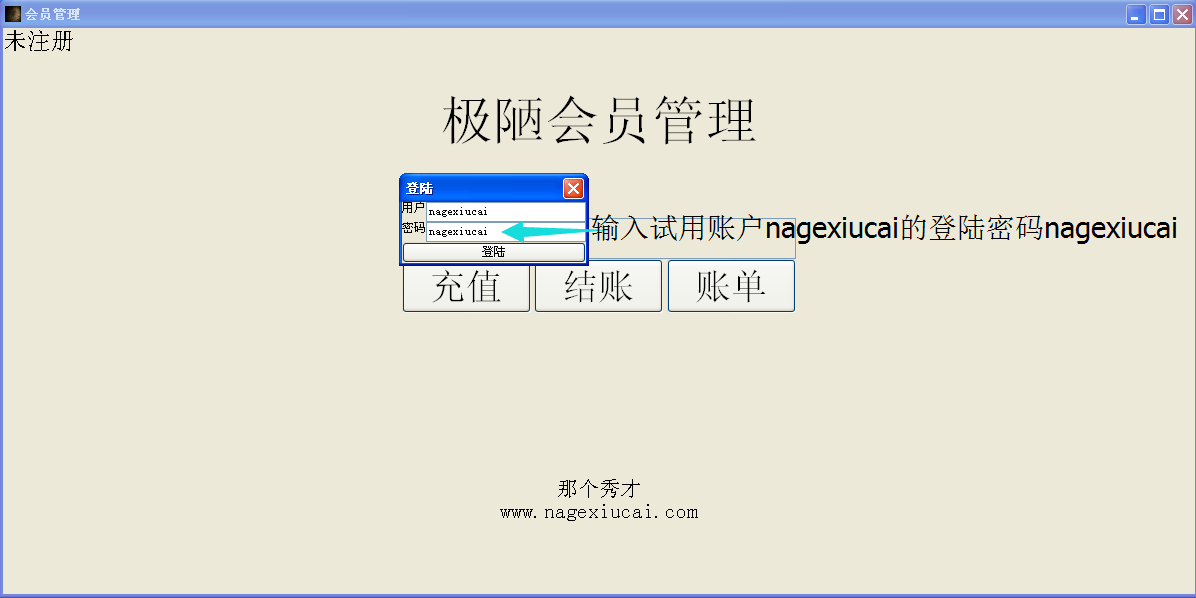 会员管理
未注册
极陋会员管理
登陆
用户 nagexiucai
密码 nagexiucai
输入试用账户nagexiucai的登陆密码nagexiucai
登陆
充值 结账 账单
那个秀才
www.nagexiucai.com